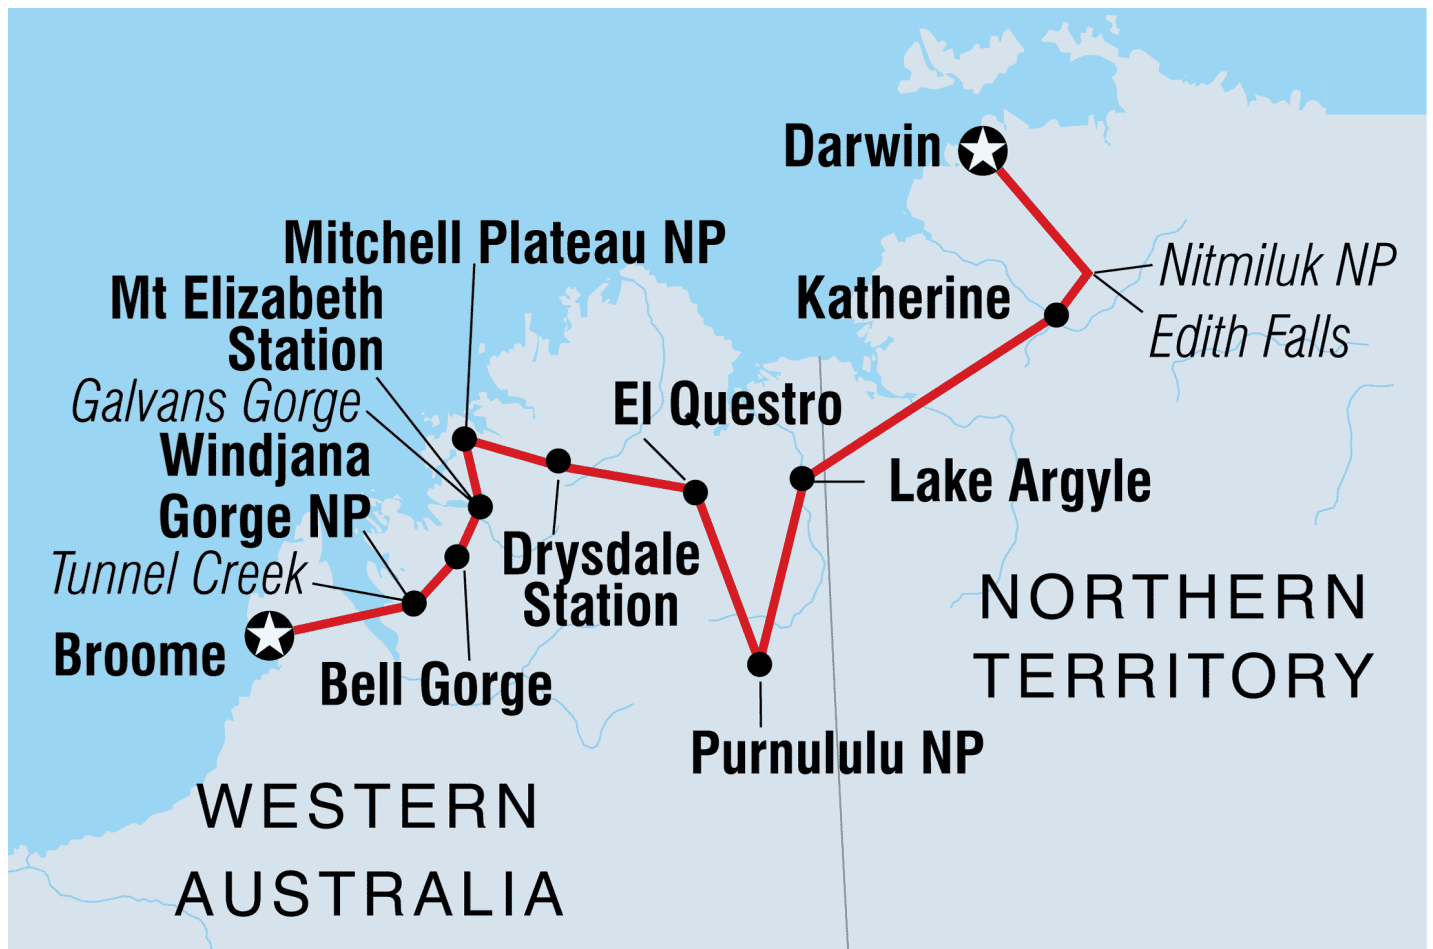 Darwin
Mitchell Plateau NP
Nitmiluk NP
Mt Elizabeth
Station
Katherine
Edith Falls
Galvans Gorge
El Questro
Windjana
Gorge NP
Lake Argyle
Tunnel Creek
Drysdale
Station
NORTHERN
TERRITORY
Broome
Bell Gorge
Purnululu NP
WESTERN
AUSTRALIA